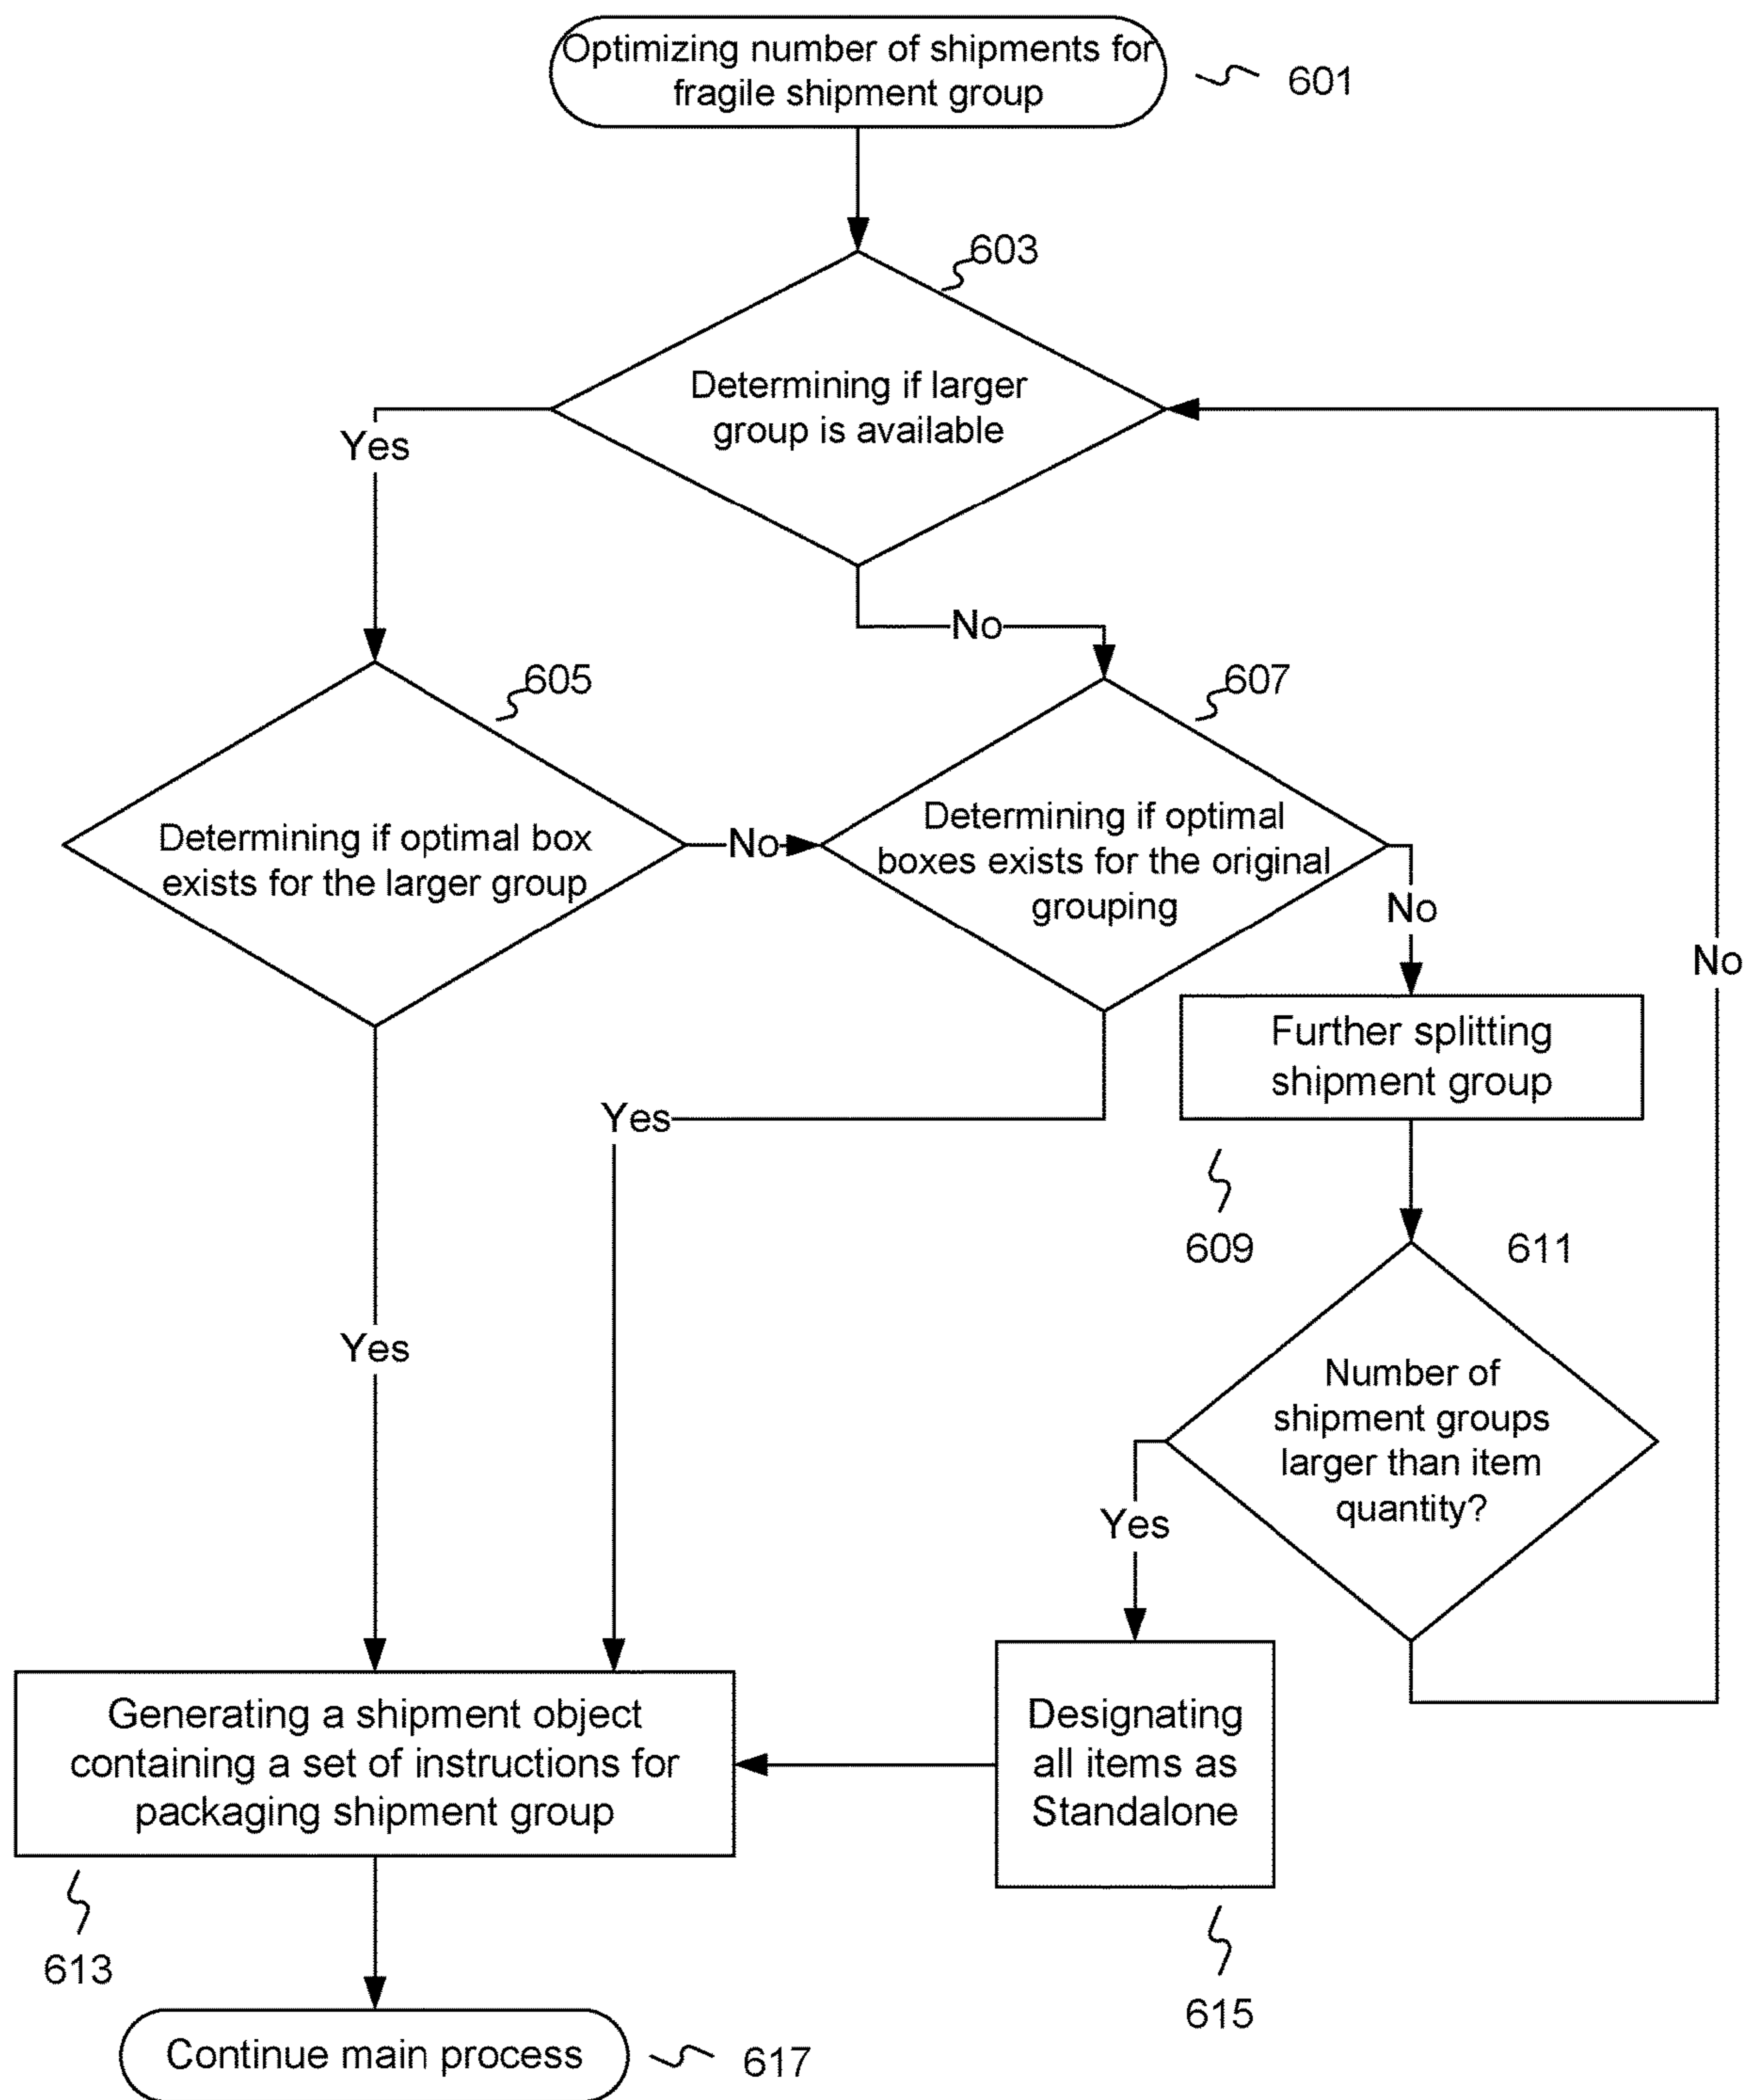 Optimizing number of shipments for
fragile shipment group
601
603
Determining if larger
group is available
Yes
No
605
607
Determining if optimal box
exists for the larger group
No
Determining if optimal
boxes exists for the original
grouping
No
No
Further splitting
shipment group
Yes
609
611
Yes
Number of
shipment groups
larger than item
quantity?
Yes
Generating a shipment object
containing a set of instructions for
packaging shipment group
Designating
all items as
Standalone
613
615
Continue main process
617